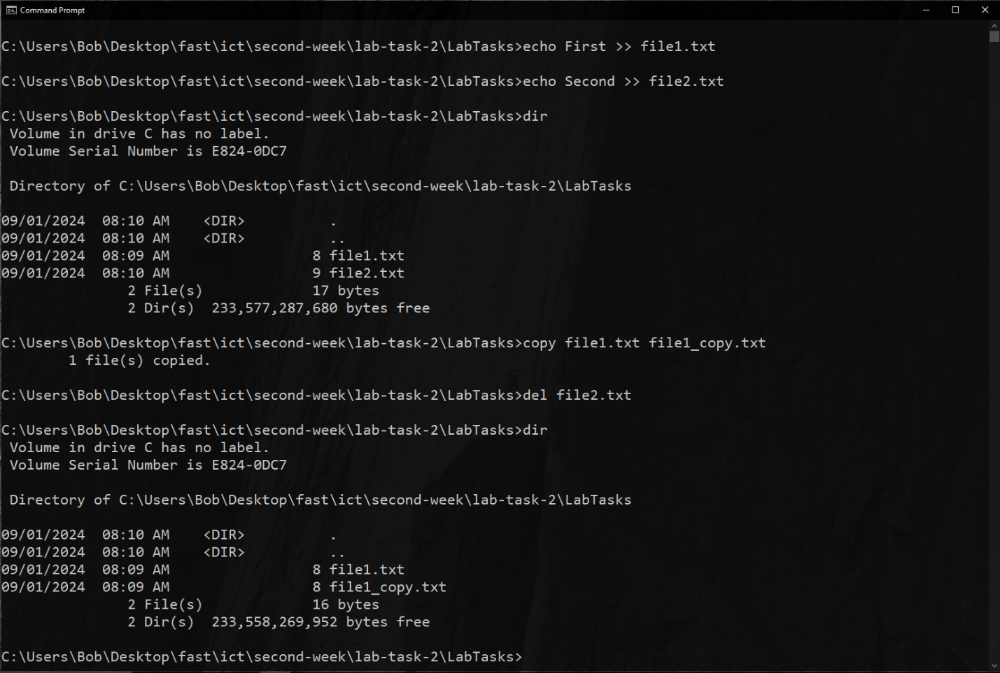 Command Prompt
C:\Users\Bob\Desktop\fast\ict\second-week\lab-task-2\LabTasks>echo First >> file1.txt
C:\Users\Bob\Desktop\fast\ict\second-week\lab-task-2\LabTasks>echo Second >> file2.txt
C:\Users\Bob\Desktop\fast\ict\second-week\lab-task-2\LabTasks>dir
 Volume in drive C has no label.
 Volume Serial Number is E824-0DC7
 Directory of C:\Users\Bob\Desktop\fast\ict\second-week\lab-task-2\LabTasks
09/01/2024  08:10 AM    <DIR>          .
09/01/2024  08:10 AM    <DIR>          ..
09/01/2024  08:09 AM                 8 file1.txt
09/01/2024  08:10 AM                 9 file2.txt
               2 File(s)             17 bytes
               2 Dir(s)  233,577,287,680 bytes free
C:\Users\Bob\Desktop\fast\ict\second-week\lab-task-2\LabTasks>copy file1.txt file1_copy.txt
        1 file(s) copied.
C:\Users\Bob\Desktop\fast\ict\second-week\lab-task-2\LabTasks>del file2.txt
C:\Users\Bob\Desktop\fast\ict\second-week\lab-task-2\LabTasks>dir
 Volume in drive C has no label.
 Volume Serial Number is E824-0DC7
 Directory of C:\Users\Bob\Desktop\fast\ict\second-week\lab-task-2\LabTasks
09/01/2024  08:10 AM    <DIR>          .
09/01/2024  08:10 AM    <DIR>          ..
09/01/2024  08:09 AM                 8 file1.txt
09/01/2024  08:09 AM                 8 file1_copy.txt
               2 File(s)             16 bytes
               2 Dir(s)  233,558,269,952 bytes free
C:\Users\Bob\Desktop\fast\ict\second-week\lab-task-2\LabTasks>